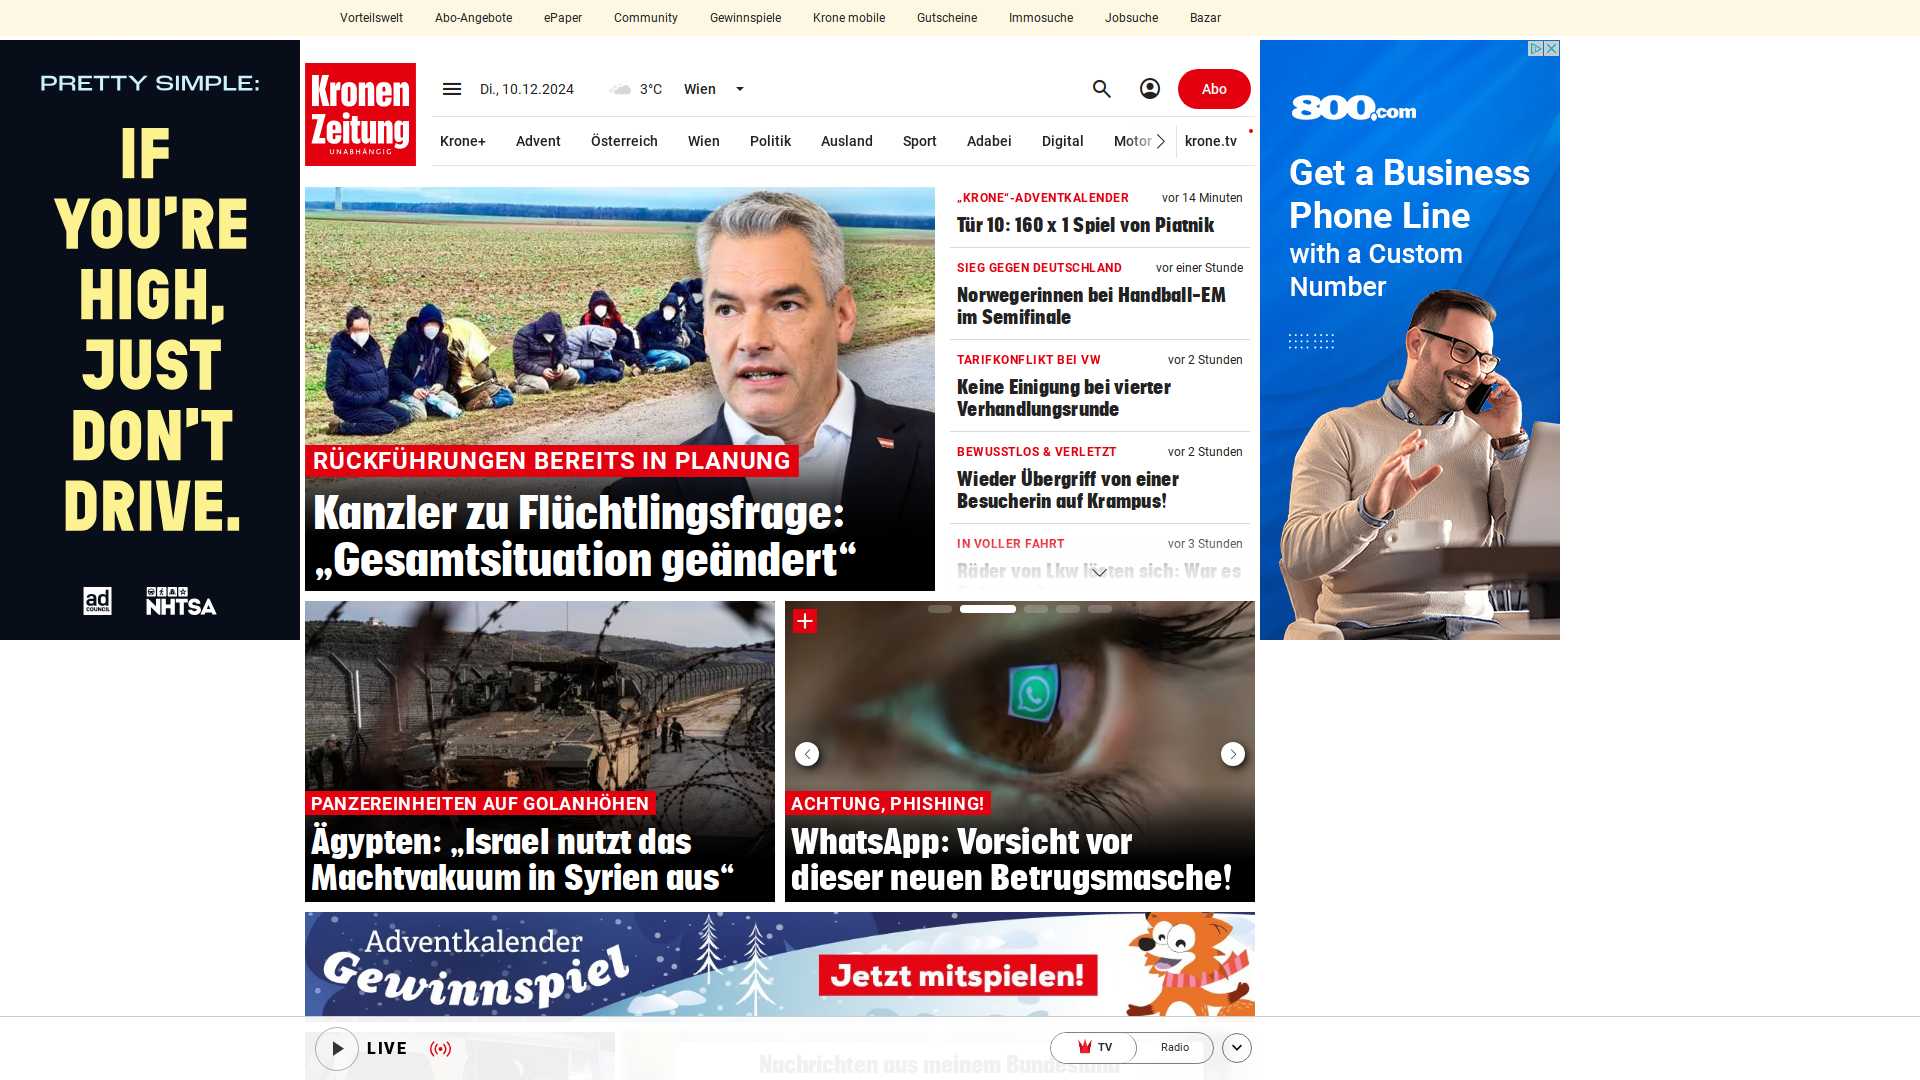 Vorteilswelt Abo-Angebote ePaper Community Gewinnspiele Krone mobile Gutscheine Immosuche Jobsuche Bazar
PRETTY SIMPLE:
IF
YOU'RE
HIGH,
JUST
DON'T
DRIVE.
ad
COUNCIL
NHTSA
Kronen
Zeitung
UNABHÄNGIG
Di., 10.12.2024 3°C Wien Abo
Krone+ Advent Österreich Wien Politik Ausland Sport Adabei Digital Motor krone.tv
RÜCKFÜHRUNGEN BEREITS IN PLANUNG
Kanzler zu Flüchtlingsfrage:
„Gesamtsituation geändert“
„KRONE“-ADVENTKALENDER vor 14 Minuten
Tür 10: 160 x 1 Spiel von Piatnik
SIEG GEGEN DEUTSCHLAND vor einer Stunde
Norwegerinnen bei Handball-EM
im Semifinale
TARIFKONFLIKT BEI VW vor 2 Stunden
Keine Einigung bei vierter
Verhandlungsrunde
BEWUSSTLOS & VERLETZT vor 2 Stunden
Wieder Übergriff von einer
Besucherin auf Krampus!
IN VOLLER FAHRT vor 3 Stunden
Räder von Lkw lösten sich: War es
800.com
Get a Business
Phone Line
with a Custom
Number
PANZEREINHEITEN AUF GOLANHÖHEN
Ägypten: „Israel nutzt das
Machtvakuum in Syrien aus“
ACHTUNG, PHISHING!
WhatsApp: Vorsicht vor
dieser neuen Betrugsmasche!
Adventkalender
Gewinnspiel
Jetzt mitspielen!
LIVE TV Radio
Nachrichten aus meinem Bundesland